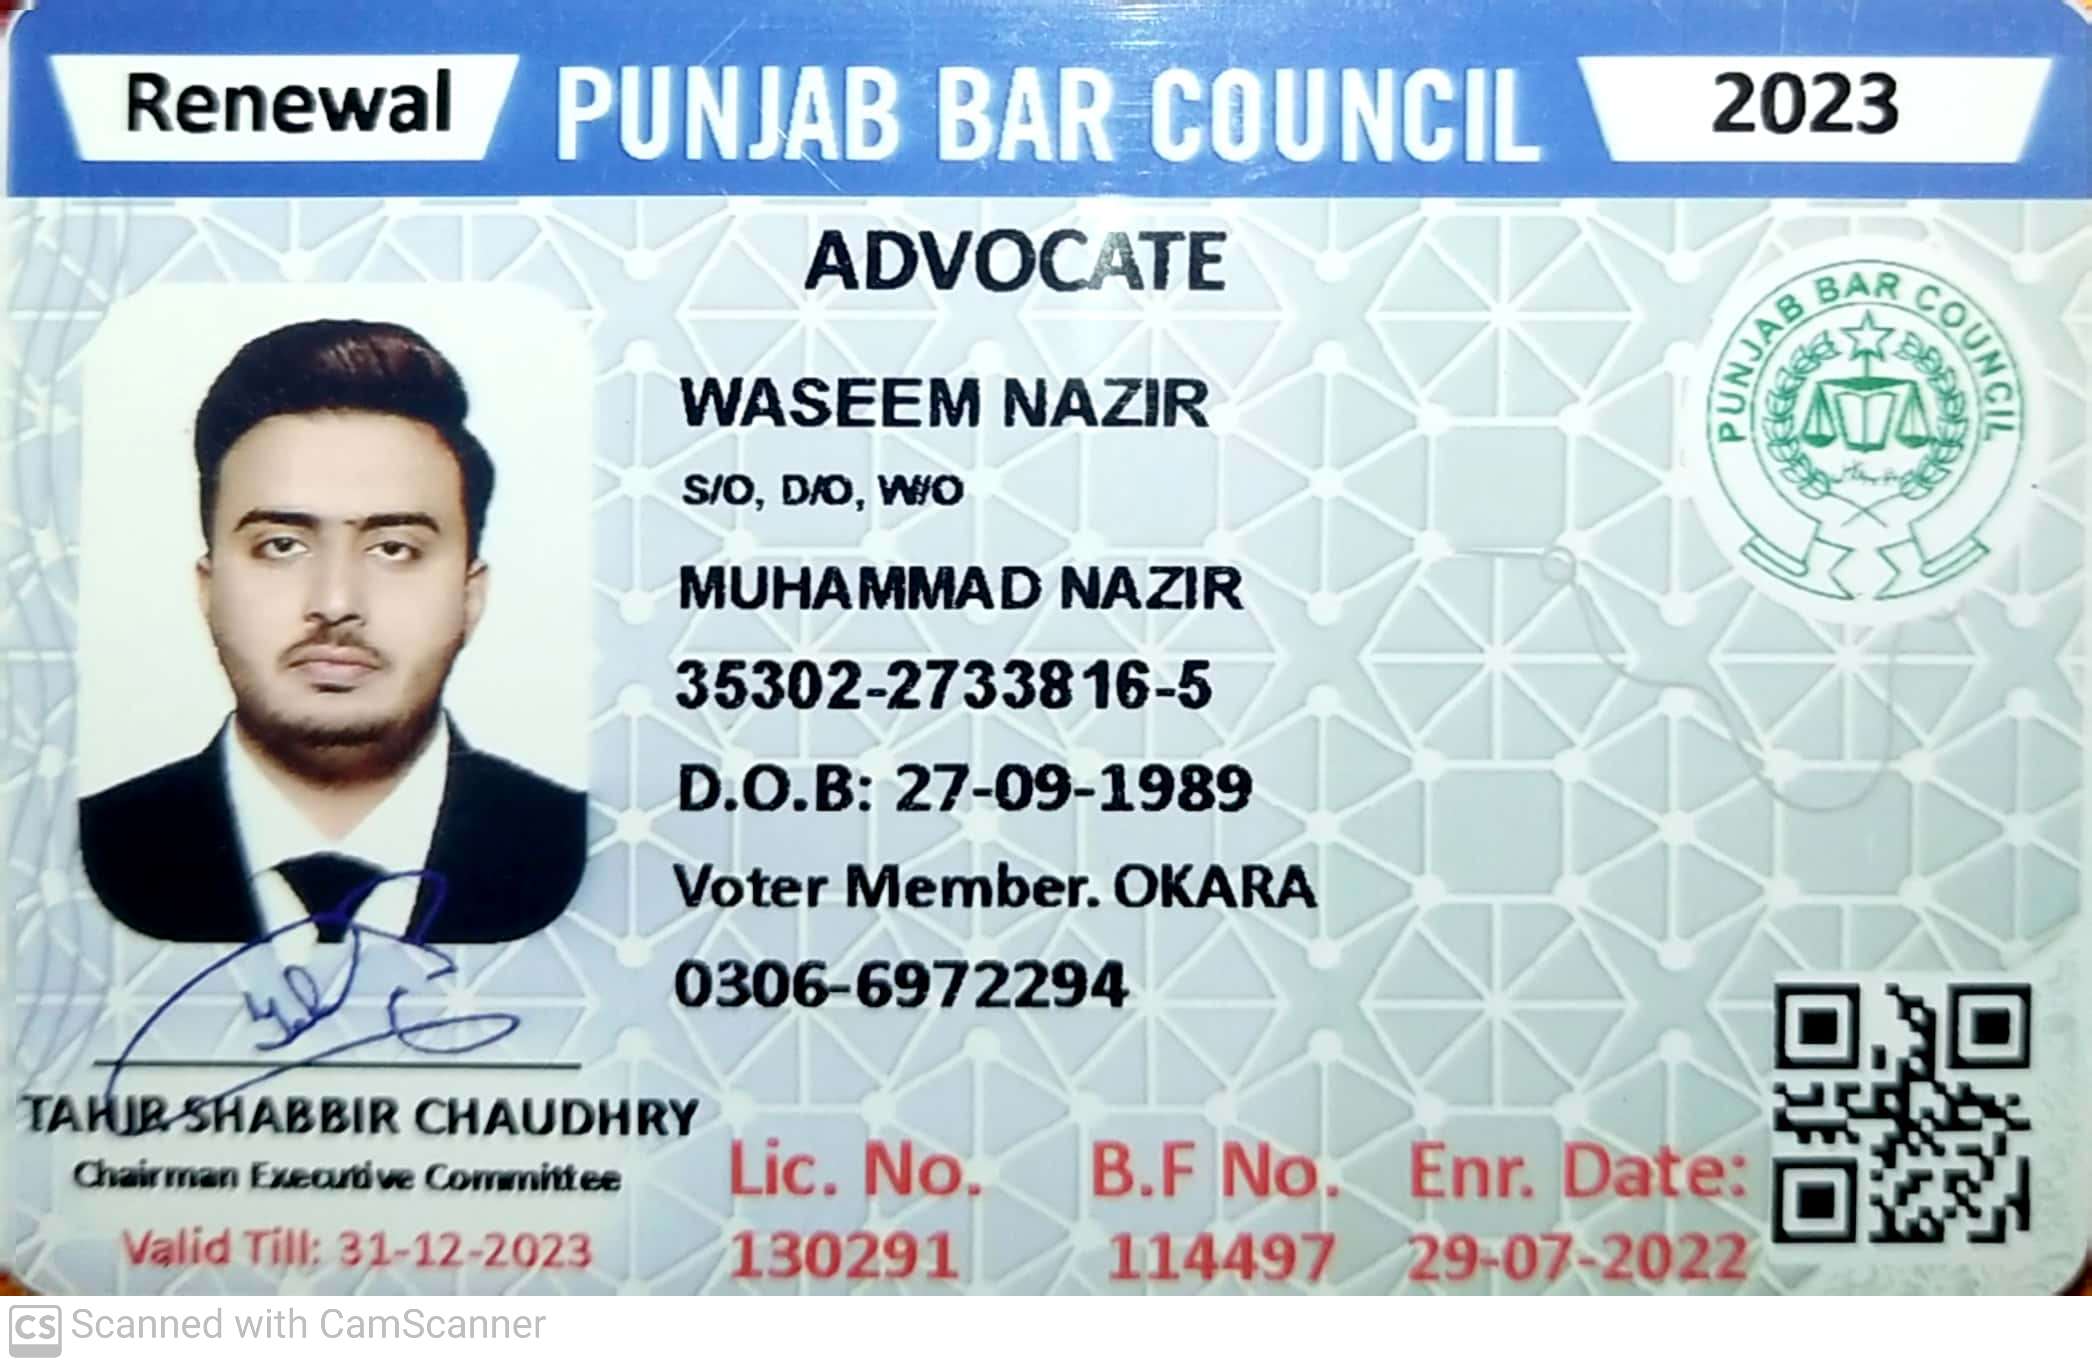 Renewal PUNJAB BAR COUNCIL 2023
ADVOCATE
PUNJAB BAR COUNCIL
WASEEM NAZIR
S/O, D/O, W/O
MUHAMMAD NAZIR
35302-2733816-5
D.O.B: 27-09-1989
Voter Member. OKARA
0306-6972294
TAHIR SHABBIR CHAUDHRY
Chairman Executive Committee
Valid Till: 31-12-2023
Lic. No. B.F No. Enr. Date:
130291 114497 29-07-2022
CS Scanned with CamScanner